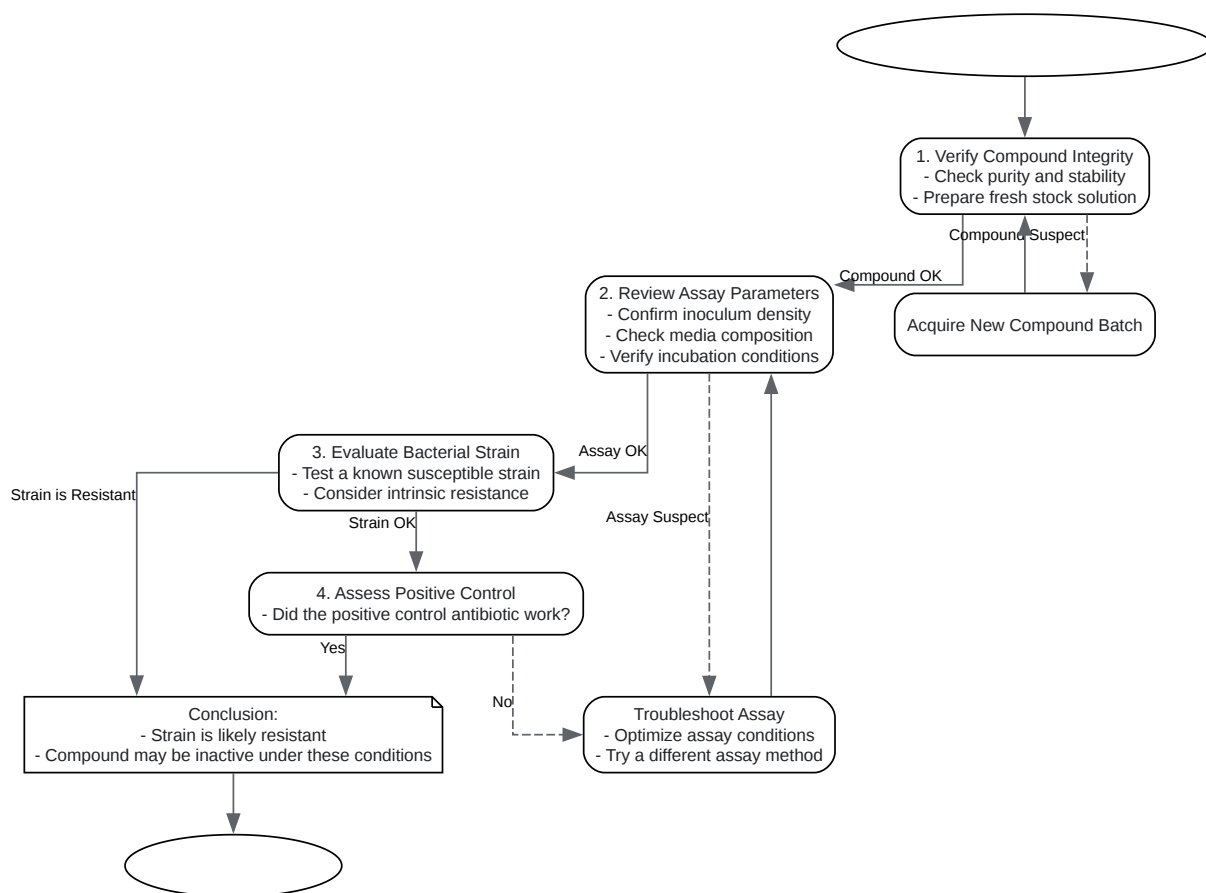 1. Verify Compound Integrity
- Check purity and stability
- Prepare fresh stock solution
Compound Suspect
Compound OK
2. Review Assay Parameters
- Confirm inoculum density
- Check media composition
- Verify incubation conditions
Acquire New Compound Batch
Assay OK
3. Evaluate Bacterial Strain
- Test a known susceptible strain
- Consider intrinsic resistance
Strain is Resistant
Strain OK
Assay Suspect
4. Assess Positive Control
- Did the positive control antibiotic work?
Yes
No
Conclusion:
- Strain is likely resistant
- Compound may be inactive under these conditions
Troubleshoot Assay
- Optimize assay conditions
- Try a different assay method